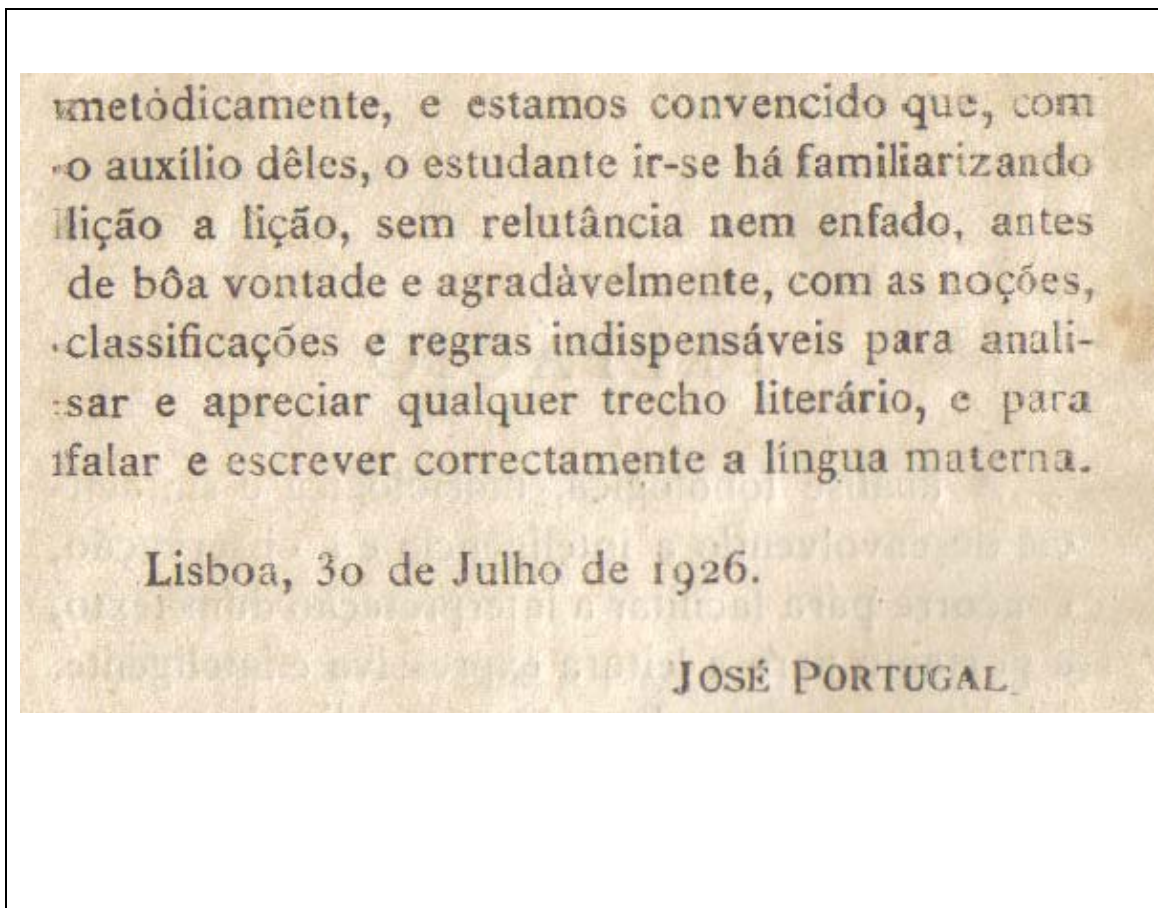 metòdicamente, e estamos convencido que, com
o auxílio dêles, o estudante ir-se há familiarizando
lição a lição, sem relutância nem enfado, antes
de bôa vontade e agradàvelmente, com as noções,
classificações e regras indispensáveis para anali-
sar e apreciar qualquer trecho literário, e para
falar e escrever correctamente a língua materna.
Lisboa, 30 de Julho de 1926.
JOSÉ PORTUGAL